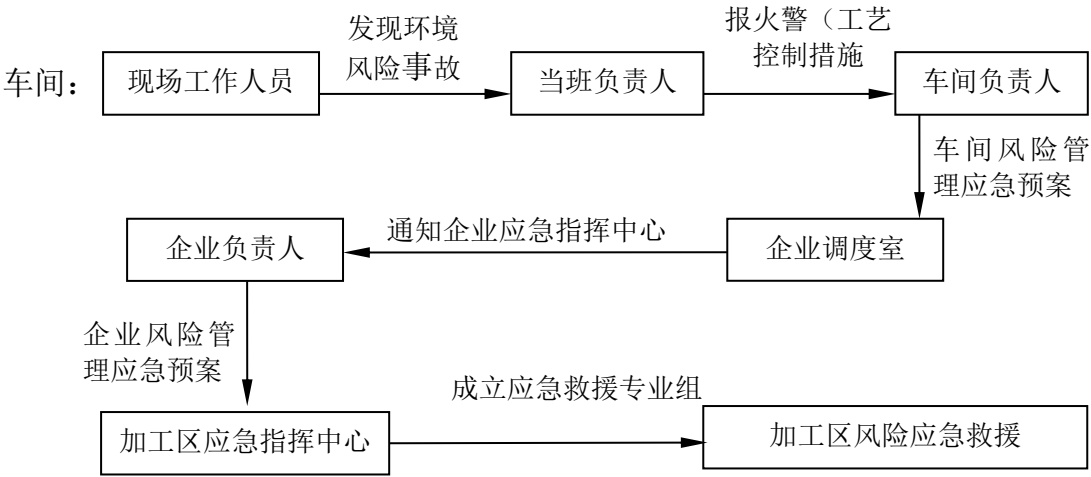 发现环境
风险事故
报火警（工艺
控制措施
车间：
现场工作人员
当班负责人
车间负责人
车间风险管
理应急预案
企业负责人
通知企业应急指挥中心
企业调度室
企业风险管
理应急预案
成立应急救援专业组
加工区应急指挥中心
加工区风险应急救援